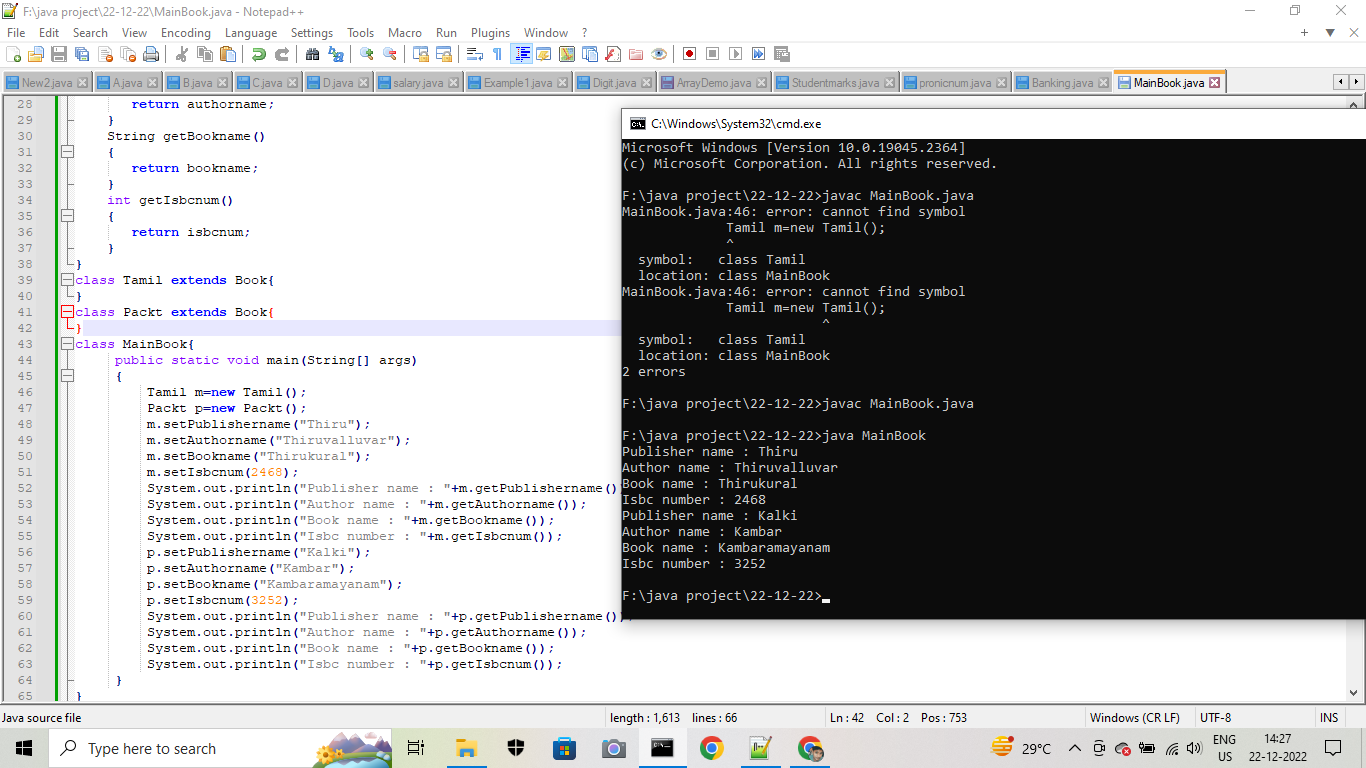 F:\java project\22-12-22\MainBook.java - Notepad++
File Edit Search View Encoding Language Settings Tools Macro Run Plugins Window ?
New2.java A.java B.java C.java D.java salary.java Example1.java Digit.java ArrayDemo.java Studentmarks.java pronicnum.java Banking.java MainBook.java
28 return authorname;
29 }
30 String getBookname()
31 {
32 return bookname;
33 }
34 int getIsbcnum()
35 {
36 return isbcnum;
37 }
38 }
39 class Tamil extends Book{
40 }
41 class Packt extends Book{
42 }
43 class MainBook{
44 public static void main(String[] args)
45 {
46 Tamil m=new Tamil();
47 Packt p=new Packt();
48 m.setPublishername("Thiru");
49 m.setAuthorname("Thiruvalluvar");
50 m.setBookname("Thirukural");
51 m.setIsbcnum(2468);
52 System.out.println("Publisher name : "+m.getPublishername()
53 System.out.println("Author name : "+m.getAuthorname());
54 System.out.println("Book name : "+m.getBookname());
55 System.out.println("Isbc number : "+m.getIsbcnum());
56 p.setPublishername("Kalki");
57 p.setAuthorname("Kambar");
58 p.setBookname("Kambaramayanam");
59 p.setIsbcnum(3252);
60 System.out.println("Publisher name : "+p.getPublishername());
61 System.out.println("Author name : "+p.getAuthorname());
62 System.out.println("Book name : "+p.getBookname());
63 System.out.println("Isbc number : "+p.getIsbcnum());
64 }
65 }
C:\Windows\System32\cmd.exe
Microsoft Windows [Version 10.0.19045.2364]
(c) Microsoft Corporation. All rights reserved.
F:\java project\22-12-22>javac MainBook.java
MainBook.java:46: error: cannot find symbol
Tamil m=new Tamil();
^
symbol: class Tamil
location: class MainBook
MainBook.java:46: error: cannot find symbol
Tamil m=new Tamil();
^
symbol: class Tamil
location: class MainBook
2 errors
F:\java project\22-12-22>javac MainBook.java
F:\java project\22-12-22>java MainBook
Publisher name : Thiru
Author name : Thiruvalluvar
Book name : Thirukural
Isbc number : 2468
Publisher name : Kalki
Author name : Kambar
Book name : Kambaramayanam
Isbc number : 3252
F:\java project\22-12-22>
Java source file length : 1,613 lines : 66 Ln : 42 Col : 2 Pos : 753 Windows (CR LF) UTF-8 INS
Type here to search 29°C ENG US 14:27 22-12-2022